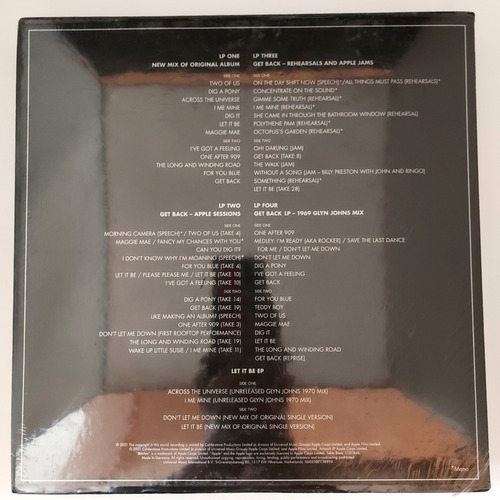 LP ONE
NEW MIX OF ORIGINAL ALBUM
SIDE ONE
TWO OF US
DIG A PONY
ACROSS THE UNIVERSE
I ME MINE
DIG IT
LET IT BE
MAGGIE MAE
SIDE TWO
I'VE GOT A FEELING
ONE AFTER 909
THE LONG AND WINDING ROAD
FOR YOU BLUE
GET BACK
LP THREE
GET BACK – REHEARSALS AND APPLE JAMS
SIDE ONE
ON THE DAY SHIFT NOW (SPEECH)*/ALL THINGS MUST PASS (REHEARSALS)*
CONCENTRATE ON THE SOUND*
GIMME SOME TRUTH (REHEARSAL)*
I ME MINE (REHEARSAL)*
SHE CAME IN THROUGH THE BATHROOM WINDOW (REHEARSAL)
POLYTHENE PAM (REHEARSAL)*
OCTOPUS'S GARDEN (REHEARSAL)*
SIDE TWO
OH! DARLING (JAM)
GET BACK (TAKE 8)
THE WALK (JAM)
WITHOUT A SONG (JAM – BILLY PRESTON WITH JOHN AND RINGO)
SOMETHING (REHEARSAL)*
LET IT BE (TAKE 28)
LP TWO
GET BACK – APPLE SESSIONS
SIDE ONE
MORNING CAMERA (SPEECH)*/ TWO OF US (TAKE 4)
MAGGIE MAE / FANCY MY CHANCES WITH YOU*
CAN YOU DIG IT?
I DON'T KNOW WHY I'M MOANING (SPEECH)*
FOR YOU BLUE (TAKE 4)
LET IT BE / PLEASE PLEASE ME / LET IT BE (TAKE 10)
I'VE GOT A FEELING (TAKE 10)
SIDE TWO
DIG A PONY (TAKE 14)
GET BACK (TAKE 19)
LIKE MAKING AN ALBUM? (SPEECH)
ONE AFTER 909 (TAKE 3)
DON'T LET ME DOWN (FIRST ROOFTOP PERFORMANCE)
THE LONG AND WINDING ROAD (TAKE 19)
WAKE UP LITTLE SUSIE / I ME MINE (TAKE 11)
LP FOUR
GET BACK LP – 1969 GLYN JOHNS MIX
SIDE ONE
ONE AFTER 909
MEDLEY: I'M READY (AKA ROCKER) / SAVE THE LAST DANCE
FOR ME / DON'T LET ME DOWN
DON'T LET ME DOWN
DIG A PONY
I'VE GOT A FEELING
GET BACK
SIDE TWO
FOR YOU BLUE
TEDDY BOY
TWO OF US
MAGGIE MAE
DIG IT
LET IT BE
THE LONG AND WINDING ROAD
GET BACK (REPRISE)
LET IT BE EP
SIDE ONE
ACROSS THE UNIVERSE (UNRELEASED GLYN JOHNS 1970 MIX)
I ME MINE (UNRELEASED GLYN JOHNS 1970 MIX)
SIDE TWO
DON'T LET ME DOWN (NEW MIX OF ORIGINAL SINGLE VERSION)
LET IT BE (NEW MIX OF ORIGINAL SINGLE VERSION)
*Mono